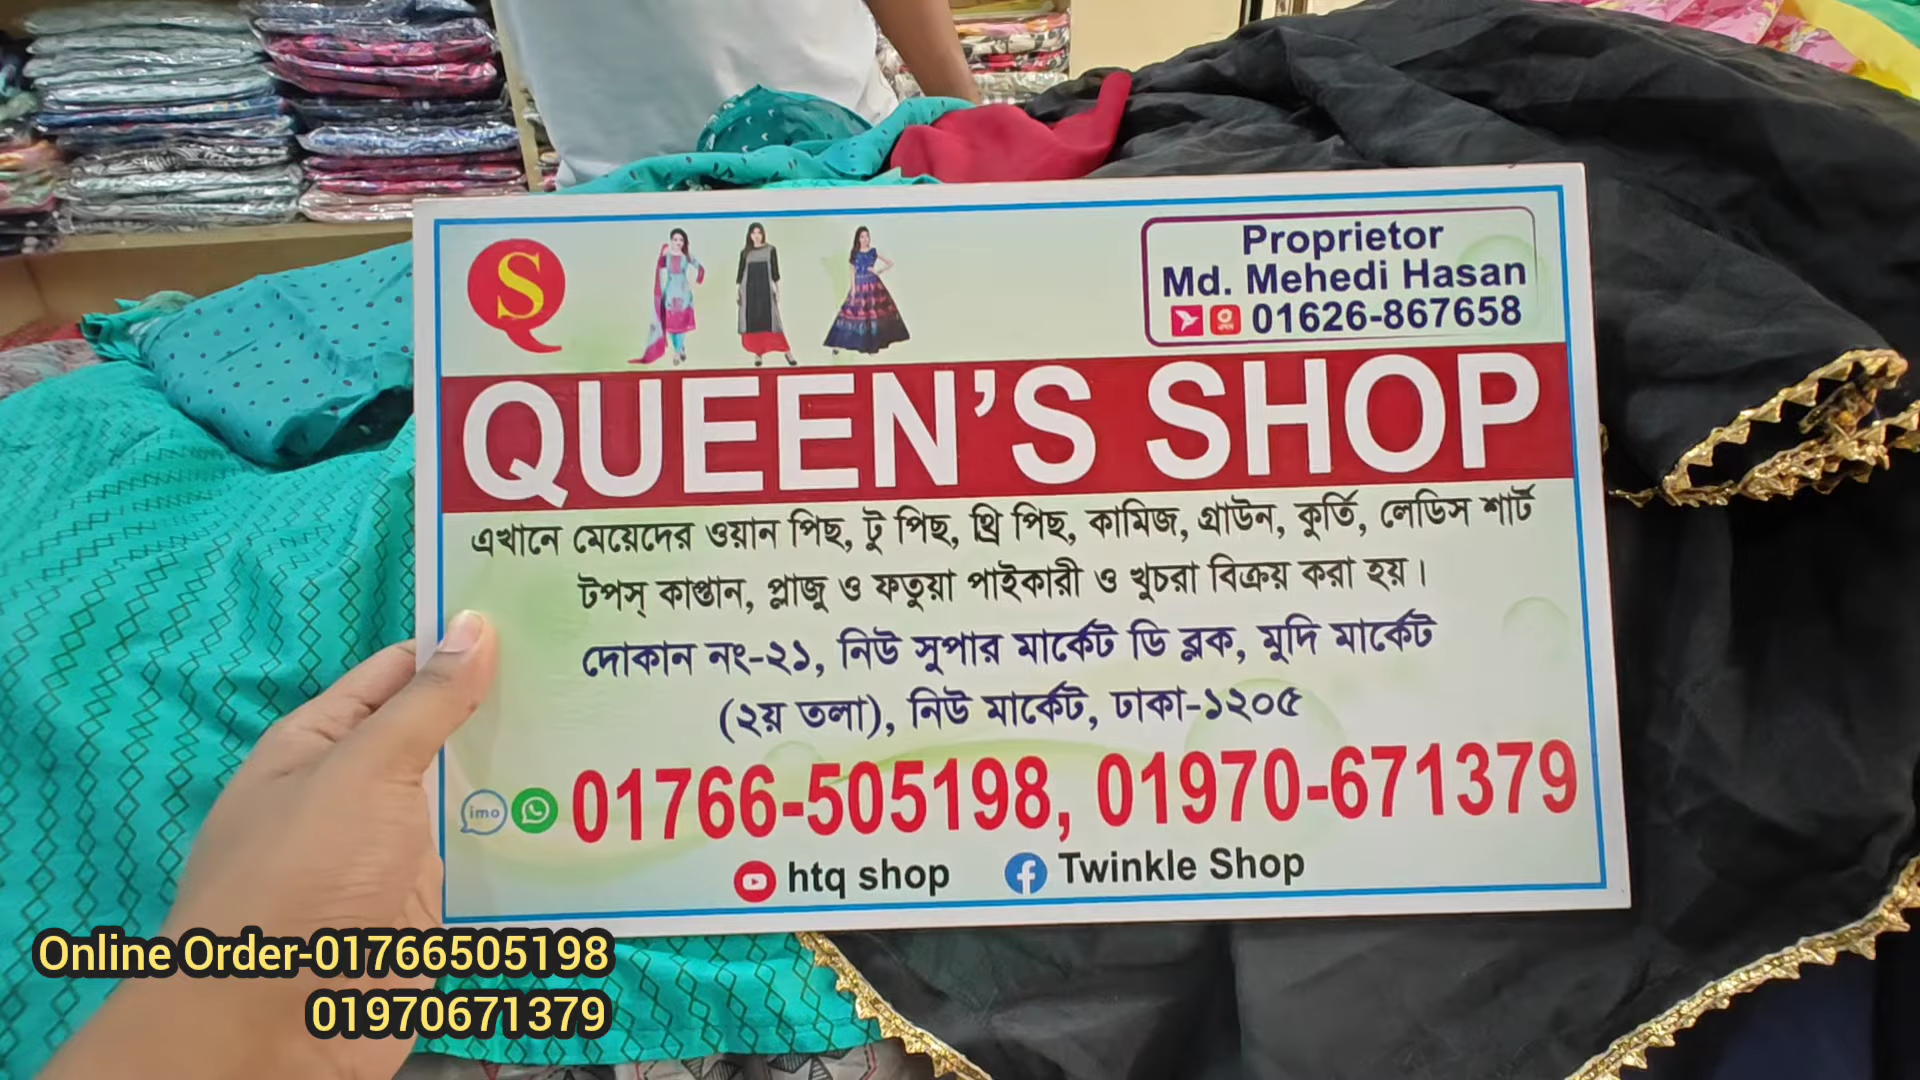 SQ
Proprietor
Md. Mehedi Hasan
01626-867658
QUEEN'S SHOP
এখানে মেয়েদের ওয়ান পিছ, টু পিছ, থ্রি পিছ, কামিজ, গ্রাউন, কুর্তি, লেডিস শার্ট
টপস্ কাপ্তান, প্লাজু ও ফতুয়া পাইকারী ও খুচরা বিক্রয় করা হয়।
দোকান নং-২১, নিউ সুপার মার্কেট ডি ব্লক, মুদি মার্কেট
(২য় তলা), নিউ মার্কেট, ঢাকা-১২০৫
imo 01766-505198, 01970-671379
htq shop Twinkle Shop
Online Order-01766505198
01970671379